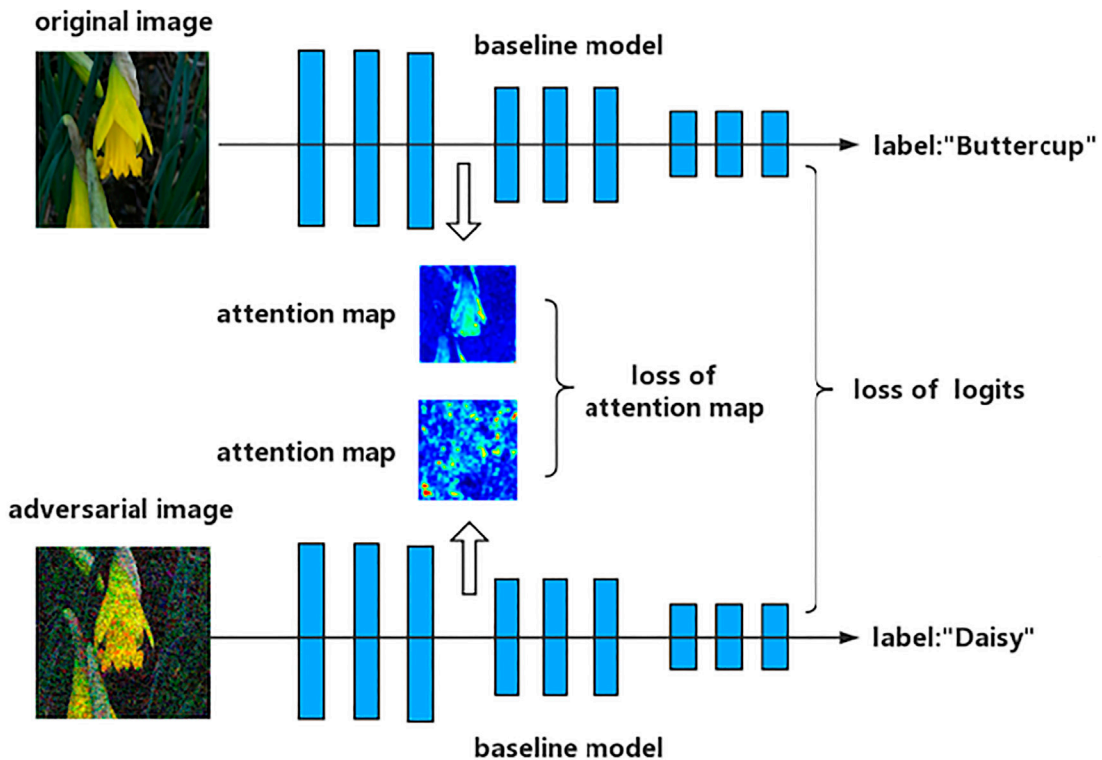 original image
baseline model
label:"Buttercup"
attention map
loss of
attention map
loss of logits
attention map
adversarial image
label:"Daisy"
baseline model